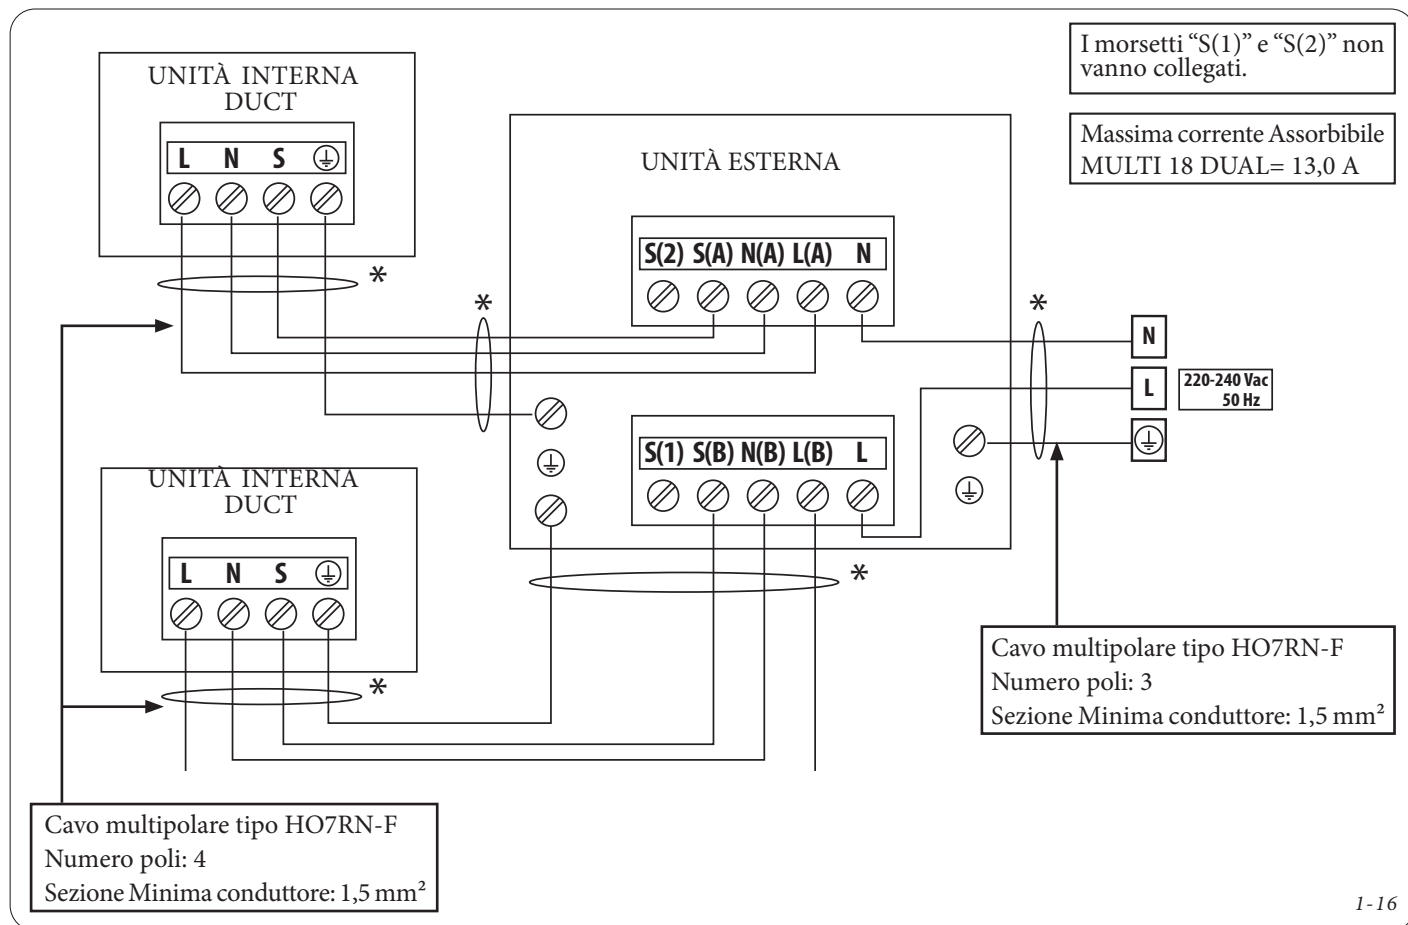 I morsetti “S(1)” e “S(2)” non
vanno collegati.
Massima corrente Assorbibile
MULTI 18 DUAL= 13,0 A
UNITÀ INTERNA
DUCT
L N S
*
UNITÀ ESTERNA
S(2) S(A) N(A) L(A) N
*
*
N
L
220-240 Vac
50 Hz
S(1) S(B) N(B) L(B) L
*
UNITÀ INTERNA
DUCT
L N S
*
Cavo multipolare tipo HO7RN-F
Numero poli: 3
Sezione Minima conduttore: 1,5 mm²
Cavo multipolare tipo HO7RN-F
Numero poli: 4
Sezione Minima conduttore: 1,5 mm²
1-16